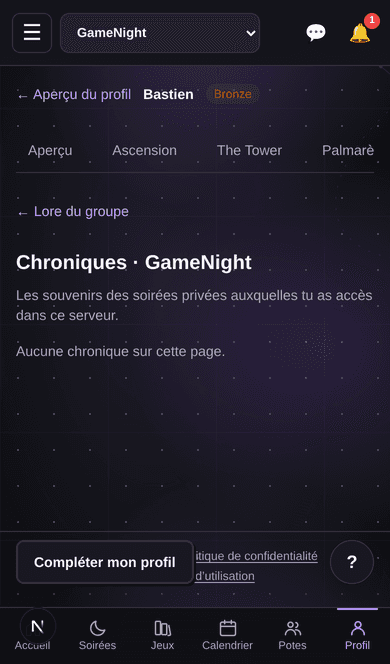 GameNight
1
← Aperçu du profil Bastien Bronze
Aperçu Ascension The Tower Palmarè
← Lore du groupe
Chroniques · GameNight
Les souvenirs des soirées privées auxquelles tu as accès
dans ce serveur.
Aucune chronique sur cette page.
Compléter mon profil
itique de confidentialité
d'utilisation
?
N
Accueil Soirées Jeux Calendrier Potes Profil